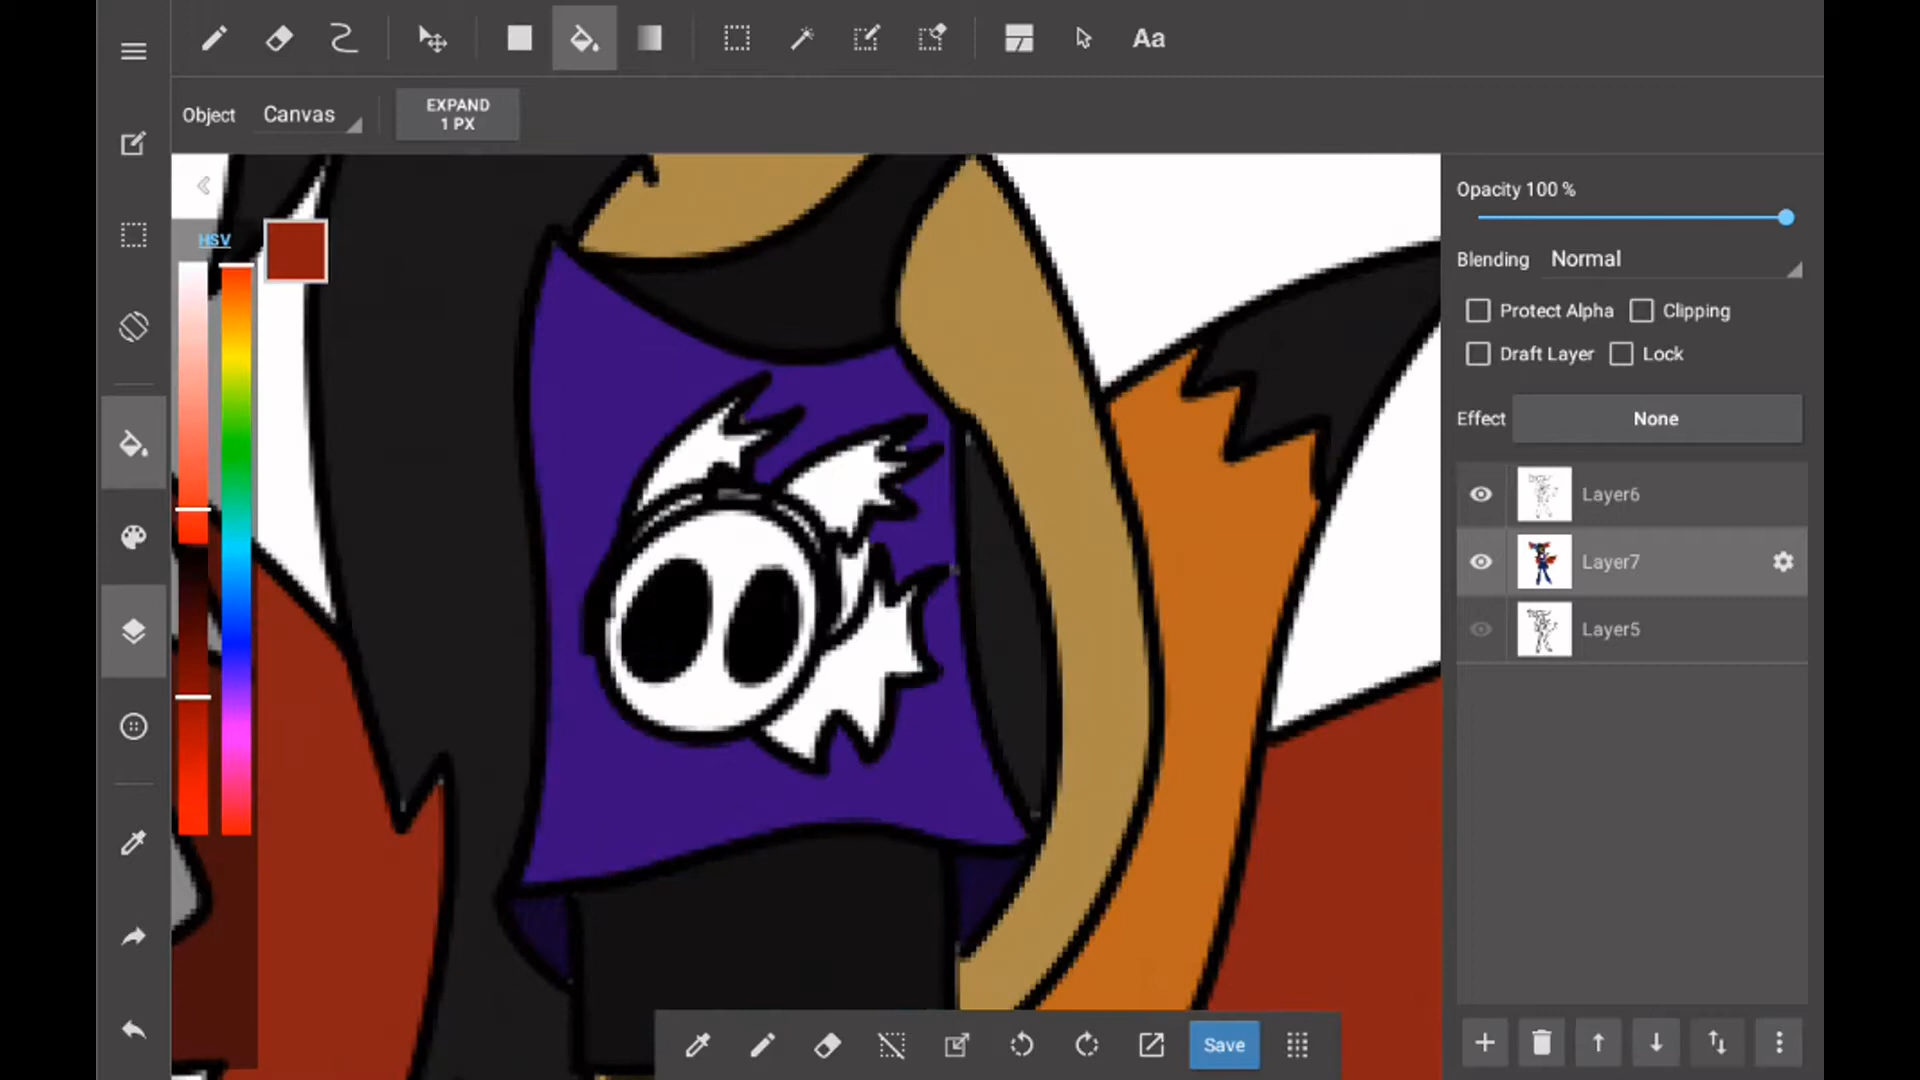 Aa
Object Canvas
EXPAND
1 PX
HSV
Opacity 100 %
Blending Normal
Protect Alpha Clipping
Draft Layer Lock
Effect None
Layer6
Layer7
Layer5
Save